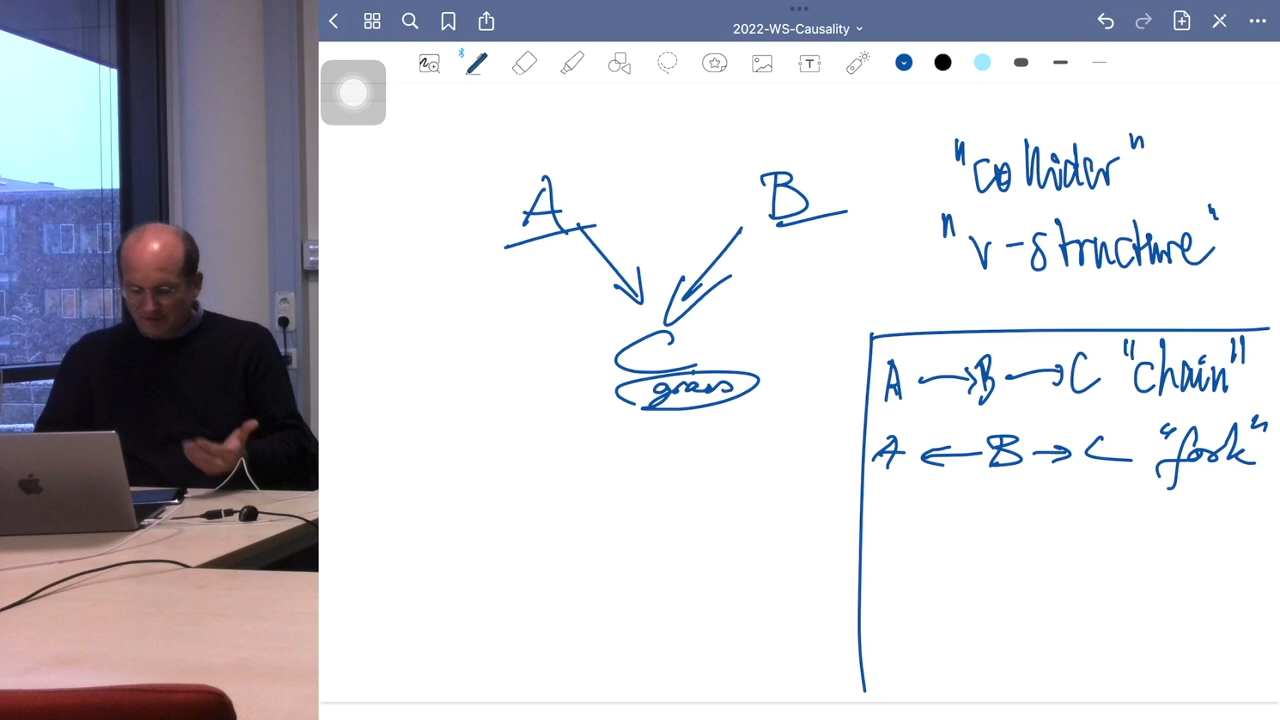 2022-WS-Causality
T
"collider"
"v-structure"
A B
C
grass
A → B → C "chain"
A ← B → C "fork"